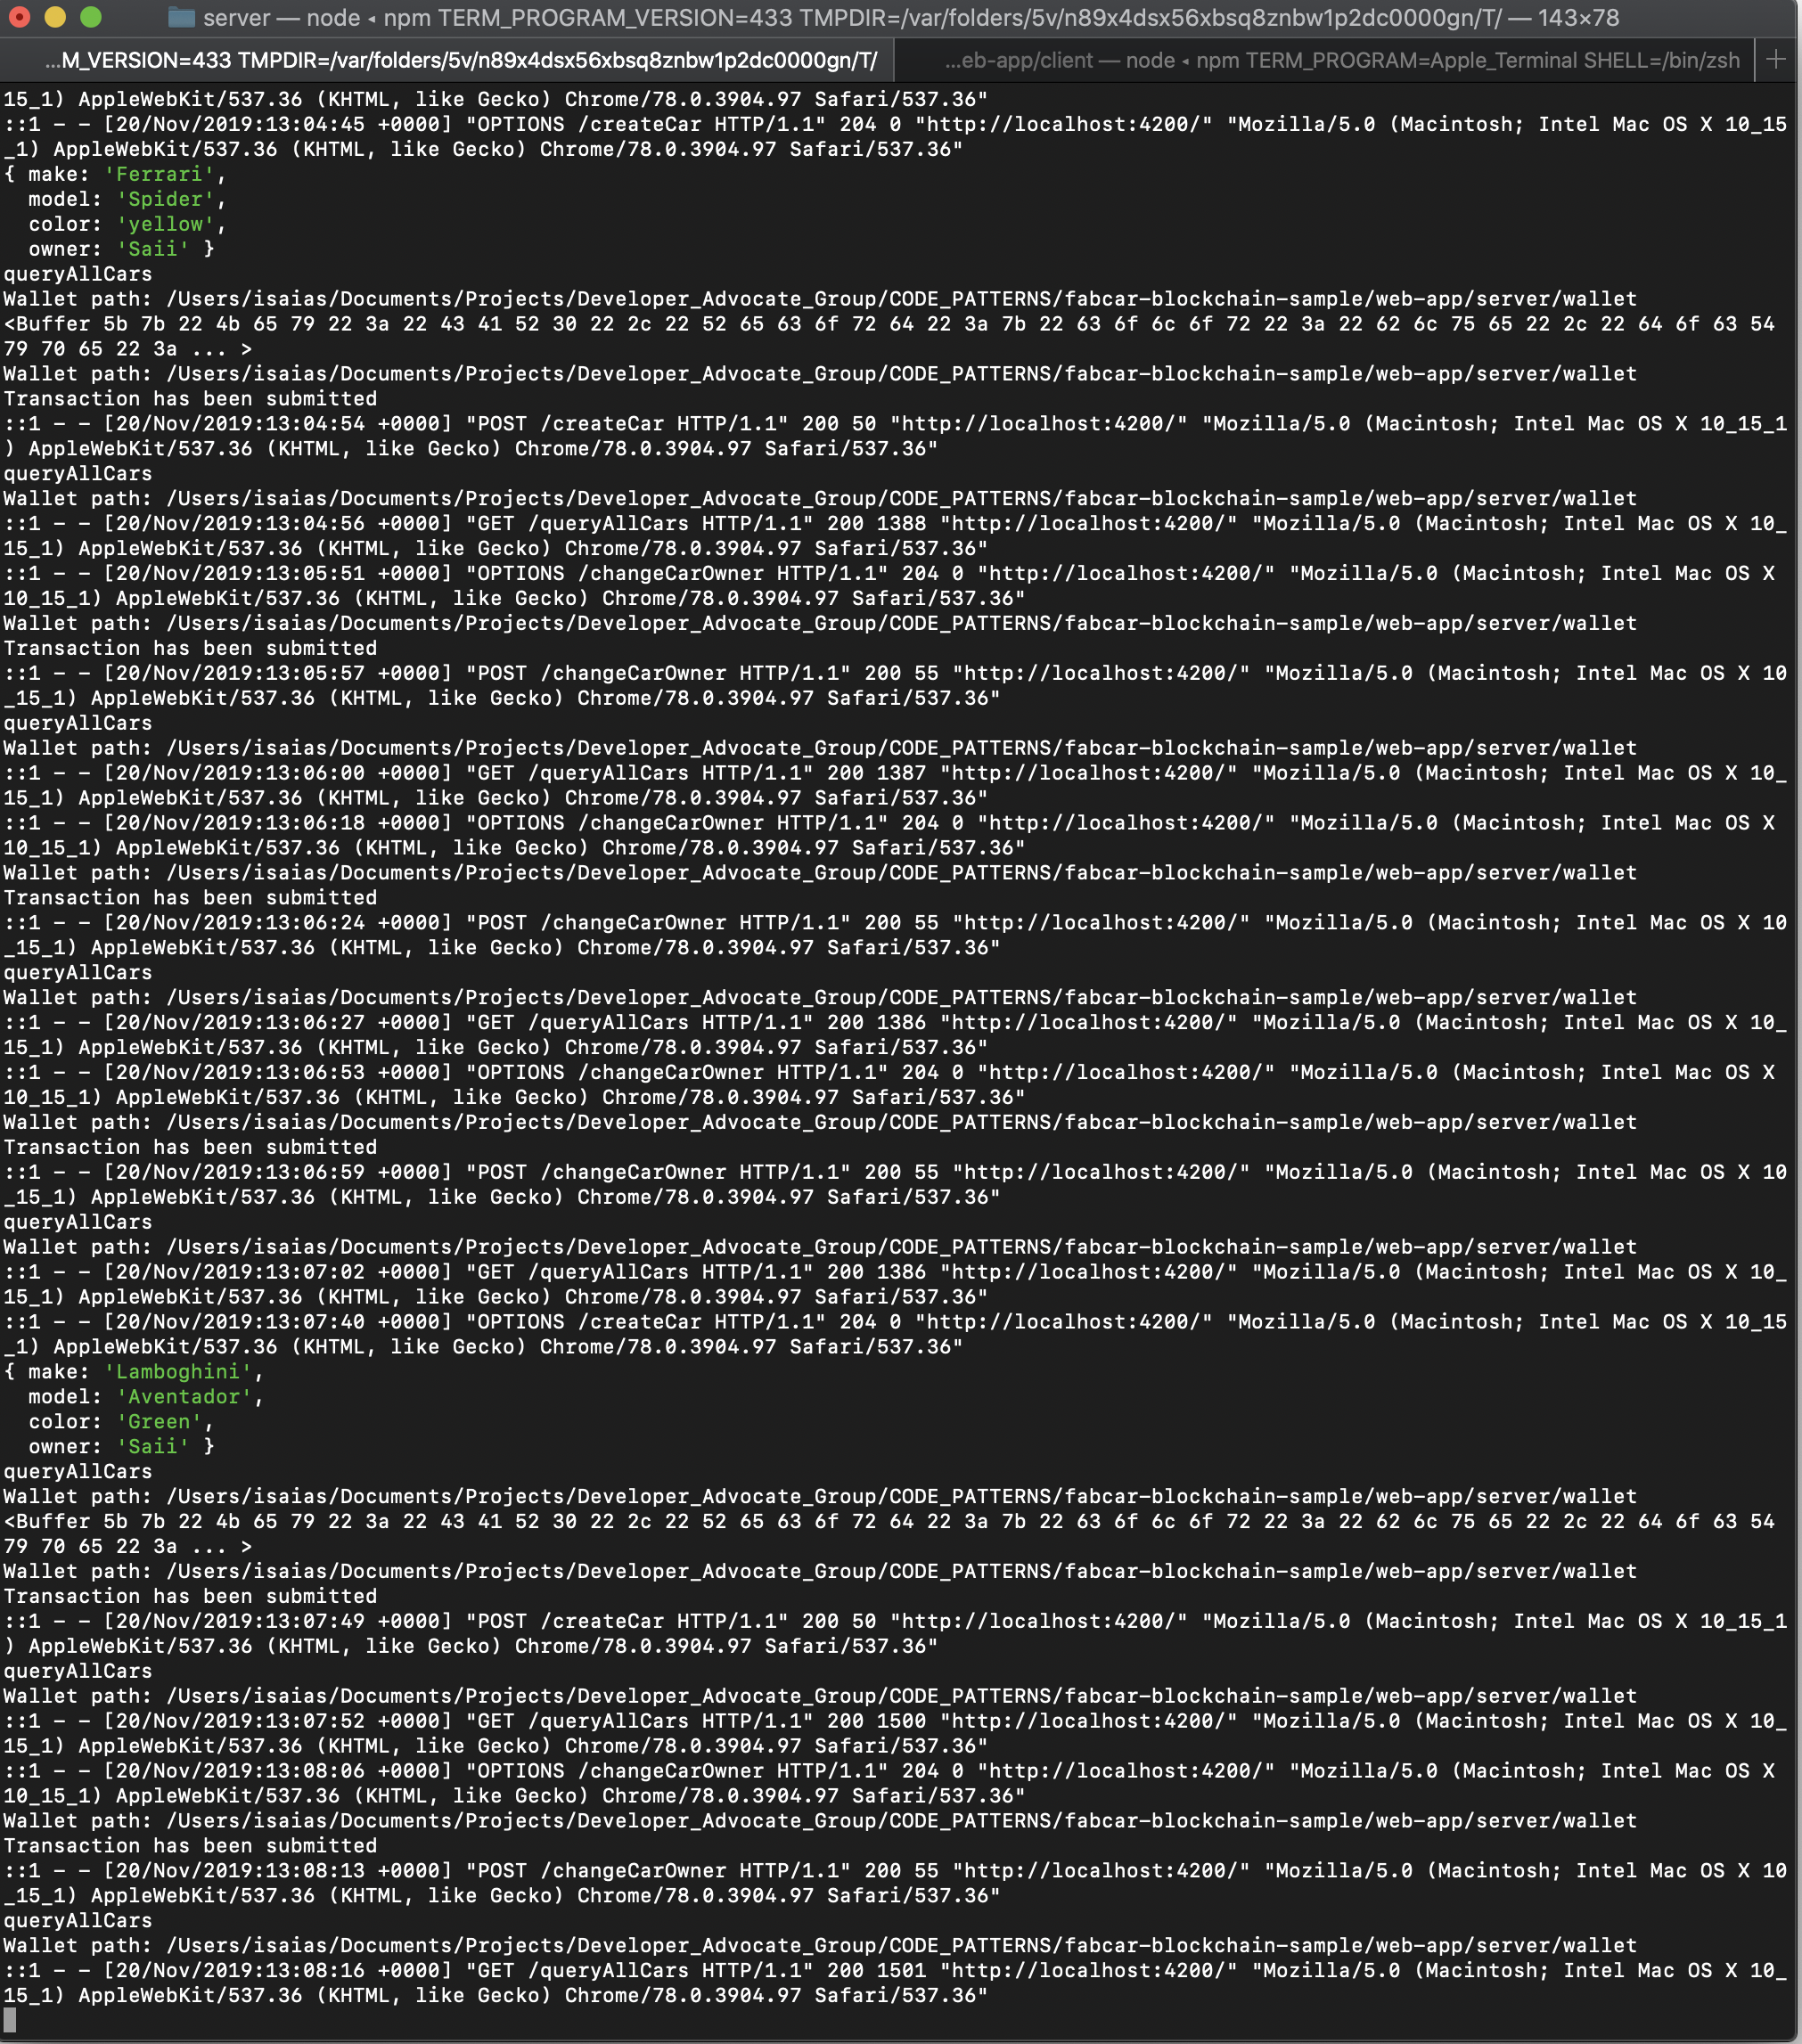 server — node ◂ npm TERM_PROGRAM_VERSION=433 TMPDIR=/var/folders/5v/n89x4dsx56xbsq8znbw1p2dc0000gn/T/ — 143×78
...M_VERSION=433 TMPDIR=/var/folders/5v/n89x4dsx56xbsq8znbw1p2dc0000gn/T/
...eb-app/client — node ◂ npm TERM_PROGRAM=Apple_Terminal SHELL=/bin/zsh
15_1) AppleWebKit/537.36 (KHTML, like Gecko) Chrome/78.0.3904.97 Safari/537.36"
::1 - - [20/Nov/2019:13:04:45 +0000] "OPTIONS /createCar HTTP/1.1" 204 0 "http://localhost:4200/" "Mozilla/5.0 (Macintosh; Intel Mac OS X 10_15
_1) AppleWebKit/537.36 (KHTML, like Gecko) Chrome/78.0.3904.97 Safari/537.36"
{ make: 'Ferrari',
  model: 'Spider',
  color: 'yellow',
  owner: 'Saii' }
queryAllCars
Wallet path: /Users/isaias/Documents/Projects/Developer_Advocate_Group/CODE_PATTERNS/fabcar-blockchain-sample/web-app/server/wallet
<Buffer 5b 7b 22 4b 65 79 22 3a 22 43 41 52 30 22 2c 22 52 65 63 6f 72 64 22 3a 7b 22 63 6f 6c 6f 72 22 3a 22 62 6c 75 65 22 2c 22 64 6f 63 54
79 70 65 22 3a ... >
Wallet path: /Users/isaias/Documents/Projects/Developer_Advocate_Group/CODE_PATTERNS/fabcar-blockchain-sample/web-app/server/wallet
Transaction has been submitted
::1 - - [20/Nov/2019:13:04:54 +0000] "POST /createCar HTTP/1.1" 200 50 "http://localhost:4200/" "Mozilla/5.0 (Macintosh; Intel Mac OS X 10_15_1
) AppleWebKit/537.36 (KHTML, like Gecko) Chrome/78.0.3904.97 Safari/537.36"
queryAllCars
Wallet path: /Users/isaias/Documents/Projects/Developer_Advocate_Group/CODE_PATTERNS/fabcar-blockchain-sample/web-app/server/wallet
::1 - - [20/Nov/2019:13:04:56 +0000] "GET /queryAllCars HTTP/1.1" 200 1388 "http://localhost:4200/" "Mozilla/5.0 (Macintosh; Intel Mac OS X 10_
15_1) AppleWebKit/537.36 (KHTML, like Gecko) Chrome/78.0.3904.97 Safari/537.36"
::1 - - [20/Nov/2019:13:05:51 +0000] "OPTIONS /changeCarOwner HTTP/1.1" 204 0 "http://localhost:4200/" "Mozilla/5.0 (Macintosh; Intel Mac OS X
10_15_1) AppleWebKit/537.36 (KHTML, like Gecko) Chrome/78.0.3904.97 Safari/537.36"
Wallet path: /Users/isaias/Documents/Projects/Developer_Advocate_Group/CODE_PATTERNS/fabcar-blockchain-sample/web-app/server/wallet
Transaction has been submitted
::1 - - [20/Nov/2019:13:05:57 +0000] "POST /changeCarOwner HTTP/1.1" 200 55 "http://localhost:4200/" "Mozilla/5.0 (Macintosh; Intel Mac OS X 10
_15_1) AppleWebKit/537.36 (KHTML, like Gecko) Chrome/78.0.3904.97 Safari/537.36"
queryAllCars
Wallet path: /Users/isaias/Documents/Projects/Developer_Advocate_Group/CODE_PATTERNS/fabcar-blockchain-sample/web-app/server/wallet
::1 - - [20/Nov/2019:13:06:00 +0000] "GET /queryAllCars HTTP/1.1" 200 1387 "http://localhost:4200/" "Mozilla/5.0 (Macintosh; Intel Mac OS X 10_
15_1) AppleWebKit/537.36 (KHTML, like Gecko) Chrome/78.0.3904.97 Safari/537.36"
::1 - - [20/Nov/2019:13:06:18 +0000] "OPTIONS /changeCarOwner HTTP/1.1" 204 0 "http://localhost:4200/" "Mozilla/5.0 (Macintosh; Intel Mac OS X
10_15_1) AppleWebKit/537.36 (KHTML, like Gecko) Chrome/78.0.3904.97 Safari/537.36"
Wallet path: /Users/isaias/Documents/Projects/Developer_Advocate_Group/CODE_PATTERNS/fabcar-blockchain-sample/web-app/server/wallet
Transaction has been submitted
::1 - - [20/Nov/2019:13:06:24 +0000] "POST /changeCarOwner HTTP/1.1" 200 55 "http://localhost:4200/" "Mozilla/5.0 (Macintosh; Intel Mac OS X 10
_15_1) AppleWebKit/537.36 (KHTML, like Gecko) Chrome/78.0.3904.97 Safari/537.36"
queryAllCars
Wallet path: /Users/isaias/Documents/Projects/Developer_Advocate_Group/CODE_PATTERNS/fabcar-blockchain-sample/web-app/server/wallet
::1 - - [20/Nov/2019:13:06:27 +0000] "GET /queryAllCars HTTP/1.1" 200 1386 "http://localhost:4200/" "Mozilla/5.0 (Macintosh; Intel Mac OS X 10_
15_1) AppleWebKit/537.36 (KHTML, like Gecko) Chrome/78.0.3904.97 Safari/537.36"
::1 - - [20/Nov/2019:13:06:53 +0000] "OPTIONS /changeCarOwner HTTP/1.1" 204 0 "http://localhost:4200/" "Mozilla/5.0 (Macintosh; Intel Mac OS X
10_15_1) AppleWebKit/537.36 (KHTML, like Gecko) Chrome/78.0.3904.97 Safari/537.36"
Wallet path: /Users/isaias/Documents/Projects/Developer_Advocate_Group/CODE_PATTERNS/fabcar-blockchain-sample/web-app/server/wallet
Transaction has been submitted
::1 - - [20/Nov/2019:13:06:59 +0000] "POST /changeCarOwner HTTP/1.1" 200 55 "http://localhost:4200/" "Mozilla/5.0 (Macintosh; Intel Mac OS X 10
_15_1) AppleWebKit/537.36 (KHTML, like Gecko) Chrome/78.0.3904.97 Safari/537.36"
queryAllCars
Wallet path: /Users/isaias/Documents/Projects/Developer_Advocate_Group/CODE_PATTERNS/fabcar-blockchain-sample/web-app/server/wallet
::1 - - [20/Nov/2019:13:07:02 +0000] "GET /queryAllCars HTTP/1.1" 200 1386 "http://localhost:4200/" "Mozilla/5.0 (Macintosh; Intel Mac OS X 10_
15_1) AppleWebKit/537.36 (KHTML, like Gecko) Chrome/78.0.3904.97 Safari/537.36"
::1 - - [20/Nov/2019:13:07:40 +0000] "OPTIONS /createCar HTTP/1.1" 204 0 "http://localhost:4200/" "Mozilla/5.0 (Macintosh; Intel Mac OS X 10_15
_1) AppleWebKit/537.36 (KHTML, like Gecko) Chrome/78.0.3904.97 Safari/537.36"
{ make: 'Lamboghini',
  model: 'Aventador',
  color: 'Green',
  owner: 'Saii' }
queryAllCars
Wallet path: /Users/isaias/Documents/Projects/Developer_Advocate_Group/CODE_PATTERNS/fabcar-blockchain-sample/web-app/server/wallet
<Buffer 5b 7b 22 4b 65 79 22 3a 22 43 41 52 30 22 2c 22 52 65 63 6f 72 64 22 3a 7b 22 63 6f 6c 6f 72 22 3a 22 62 6c 75 65 22 2c 22 64 6f 63 54
79 70 65 22 3a ... >
Wallet path: /Users/isaias/Documents/Projects/Developer_Advocate_Group/CODE_PATTERNS/fabcar-blockchain-sample/web-app/server/wallet
Transaction has been submitted
::1 - - [20/Nov/2019:13:07:49 +0000] "POST /createCar HTTP/1.1" 200 50 "http://localhost:4200/" "Mozilla/5.0 (Macintosh; Intel Mac OS X 10_15_1
) AppleWebKit/537.36 (KHTML, like Gecko) Chrome/78.0.3904.97 Safari/537.36"
queryAllCars
Wallet path: /Users/isaias/Documents/Projects/Developer_Advocate_Group/CODE_PATTERNS/fabcar-blockchain-sample/web-app/server/wallet
::1 - - [20/Nov/2019:13:07:52 +0000] "GET /queryAllCars HTTP/1.1" 200 1500 "http://localhost:4200/" "Mozilla/5.0 (Macintosh; Intel Mac OS X 10_
15_1) AppleWebKit/537.36 (KHTML, like Gecko) Chrome/78.0.3904.97 Safari/537.36"
::1 - - [20/Nov/2019:13:08:06 +0000] "OPTIONS /changeCarOwner HTTP/1.1" 204 0 "http://localhost:4200/" "Mozilla/5.0 (Macintosh; Intel Mac OS X
10_15_1) AppleWebKit/537.36 (KHTML, like Gecko) Chrome/78.0.3904.97 Safari/537.36"
Wallet path: /Users/isaias/Documents/Projects/Developer_Advocate_Group/CODE_PATTERNS/fabcar-blockchain-sample/web-app/server/wallet
Transaction has been submitted
::1 - - [20/Nov/2019:13:08:13 +0000] "POST /changeCarOwner HTTP/1.1" 200 55 "http://localhost:4200/" "Mozilla/5.0 (Macintosh; Intel Mac OS X 10
_15_1) AppleWebKit/537.36 (KHTML, like Gecko) Chrome/78.0.3904.97 Safari/537.36"
queryAllCars
Wallet path: /Users/isaias/Documents/Projects/Developer_Advocate_Group/CODE_PATTERNS/fabcar-blockchain-sample/web-app/server/wallet
::1 - - [20/Nov/2019:13:08:16 +0000] "GET /queryAllCars HTTP/1.1" 200 1501 "http://localhost:4200/" "Mozilla/5.0 (Macintosh; Intel Mac OS X 10_
15_1) AppleWebKit/537.36 (KHTML, like Gecko) Chrome/78.0.3904.97 Safari/537.36"